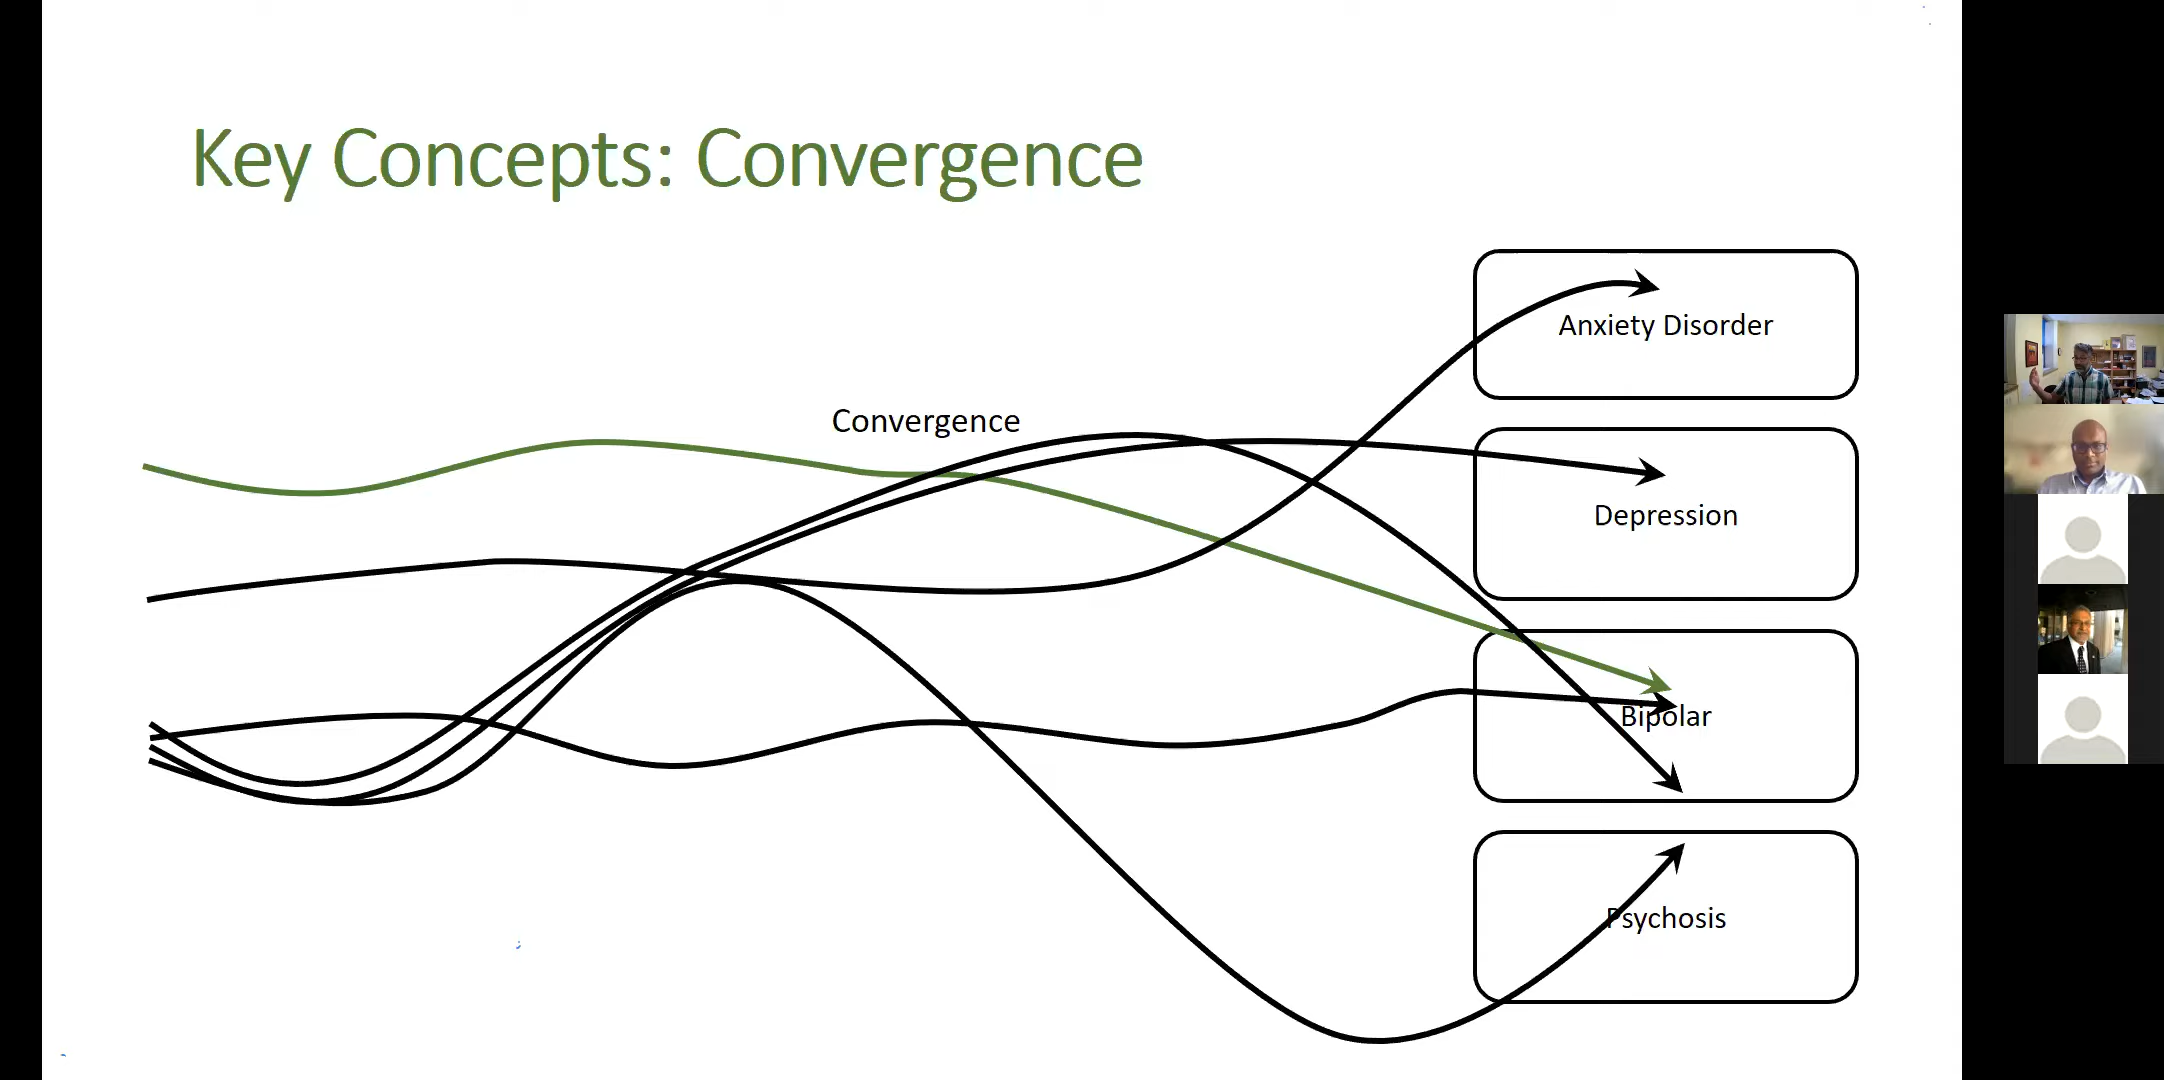 Key Concepts: Convergence
Convergence
Anxiety Disorder
Depression
Bipolar
Psychosis